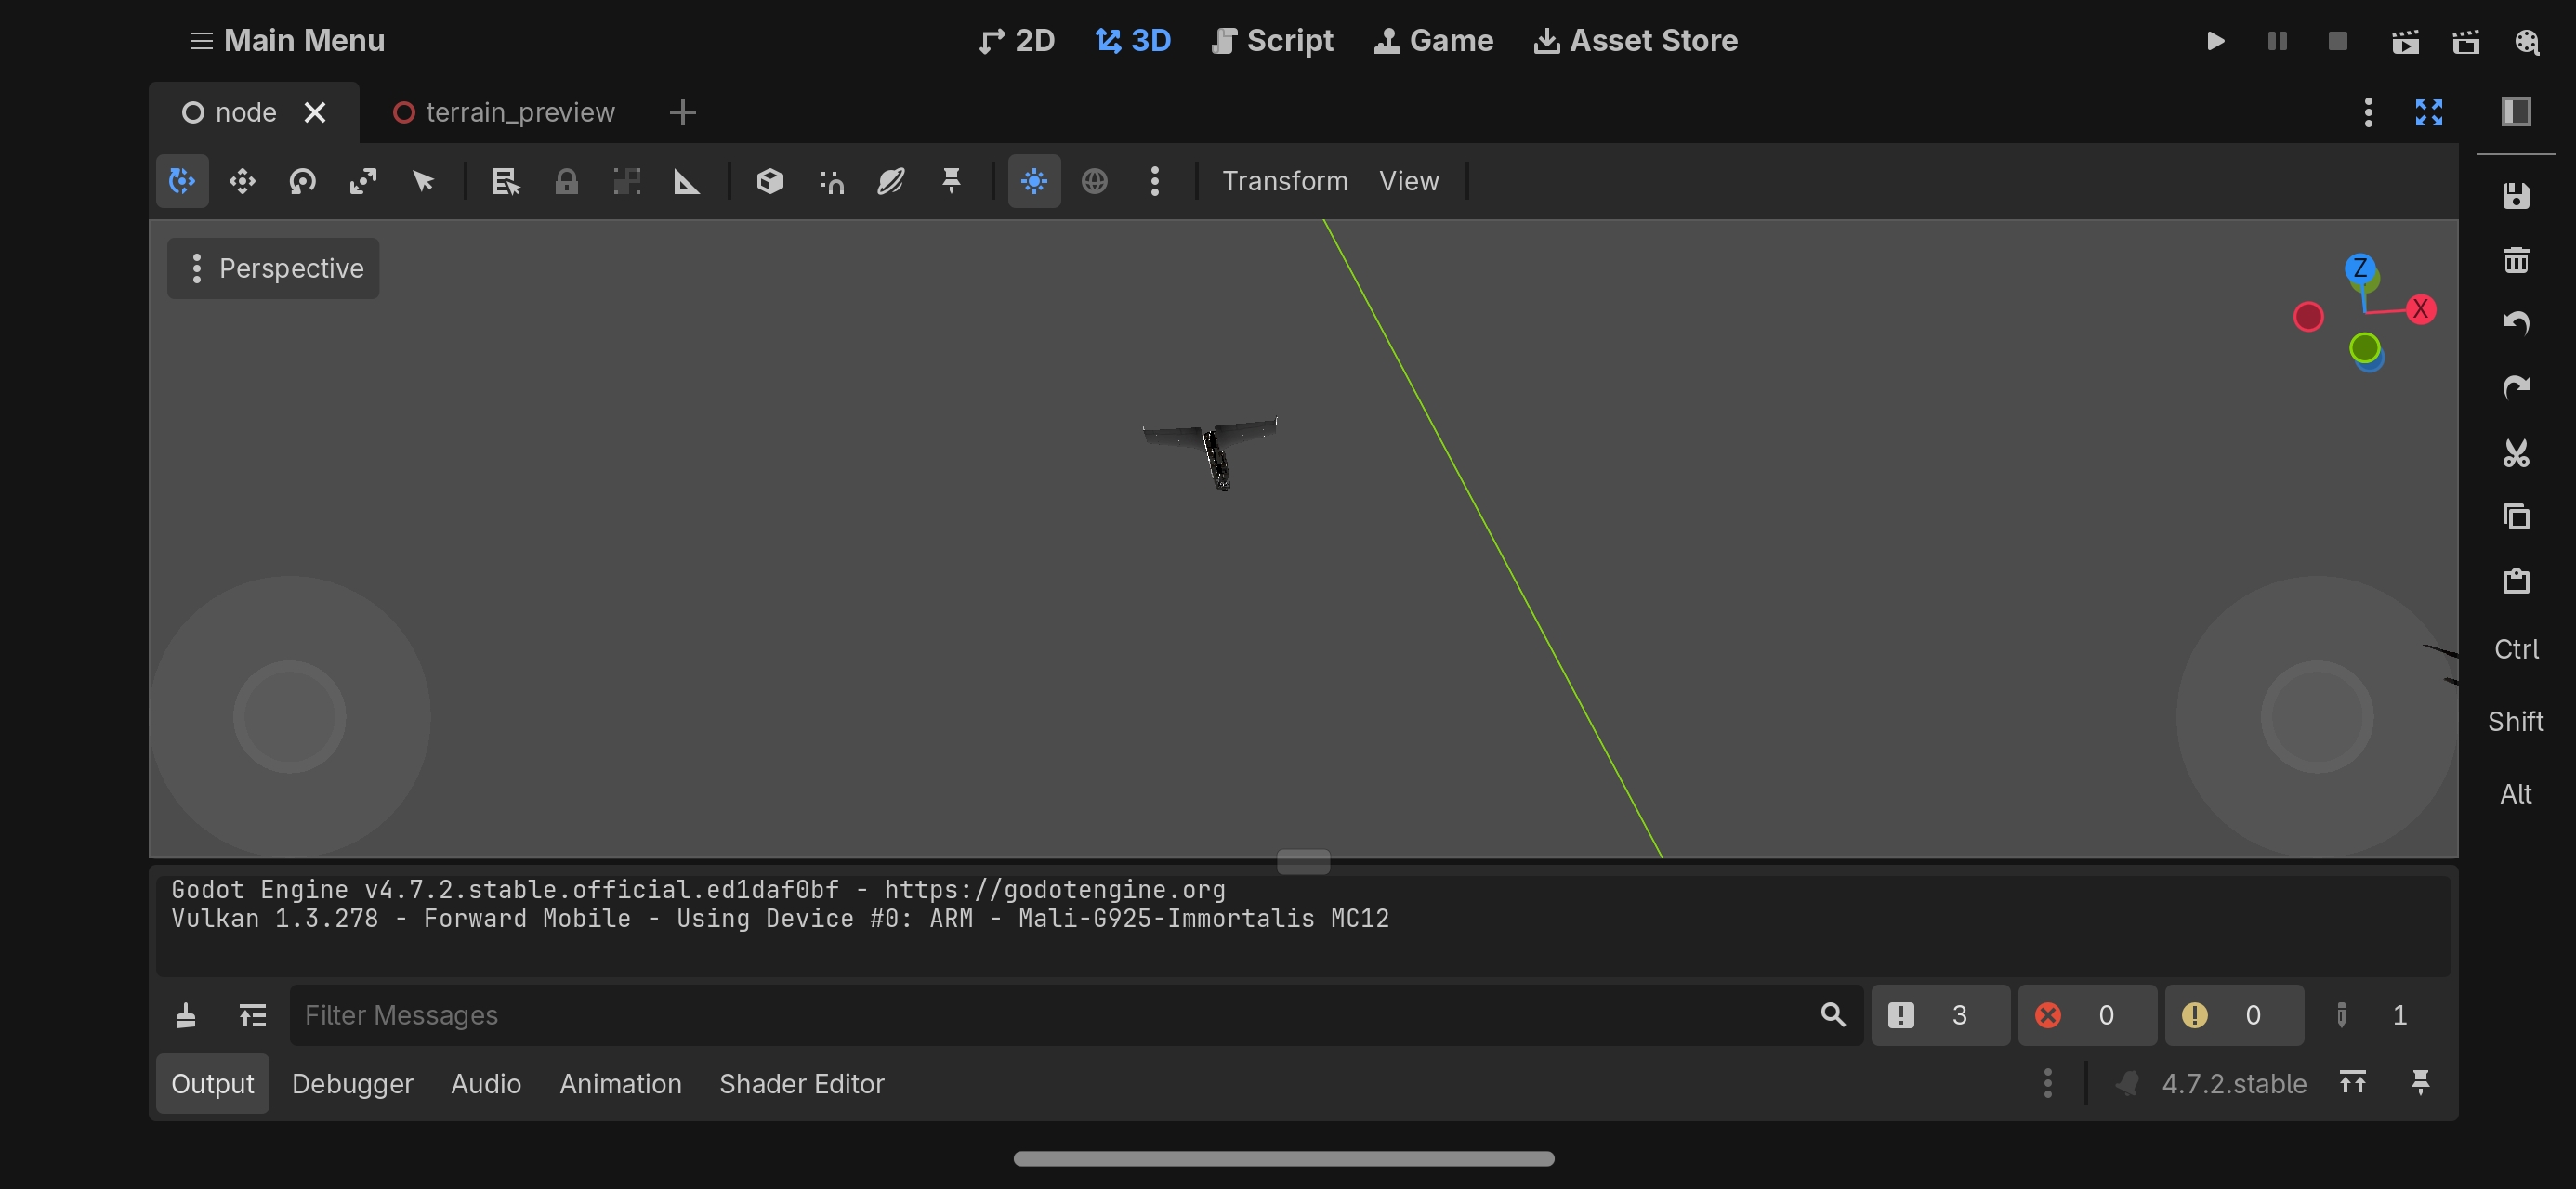 Main Menu
2D 3D Script Game Asset Store
node terrain_preview
Transform View
Perspective
Z
X
Ctrl
Shift
Alt
Godot Engine v4.7.2.stable.official.ed1daf0bf - https://godotengine.org
Vulkan 1.3.278 - Forward Mobile - Using Device #0: ARM - Mali-G925-Immortalis MC12
Filter Messages 3 0 0 1
Output Debugger Audio Animation Shader Editor 4.7.2.stable